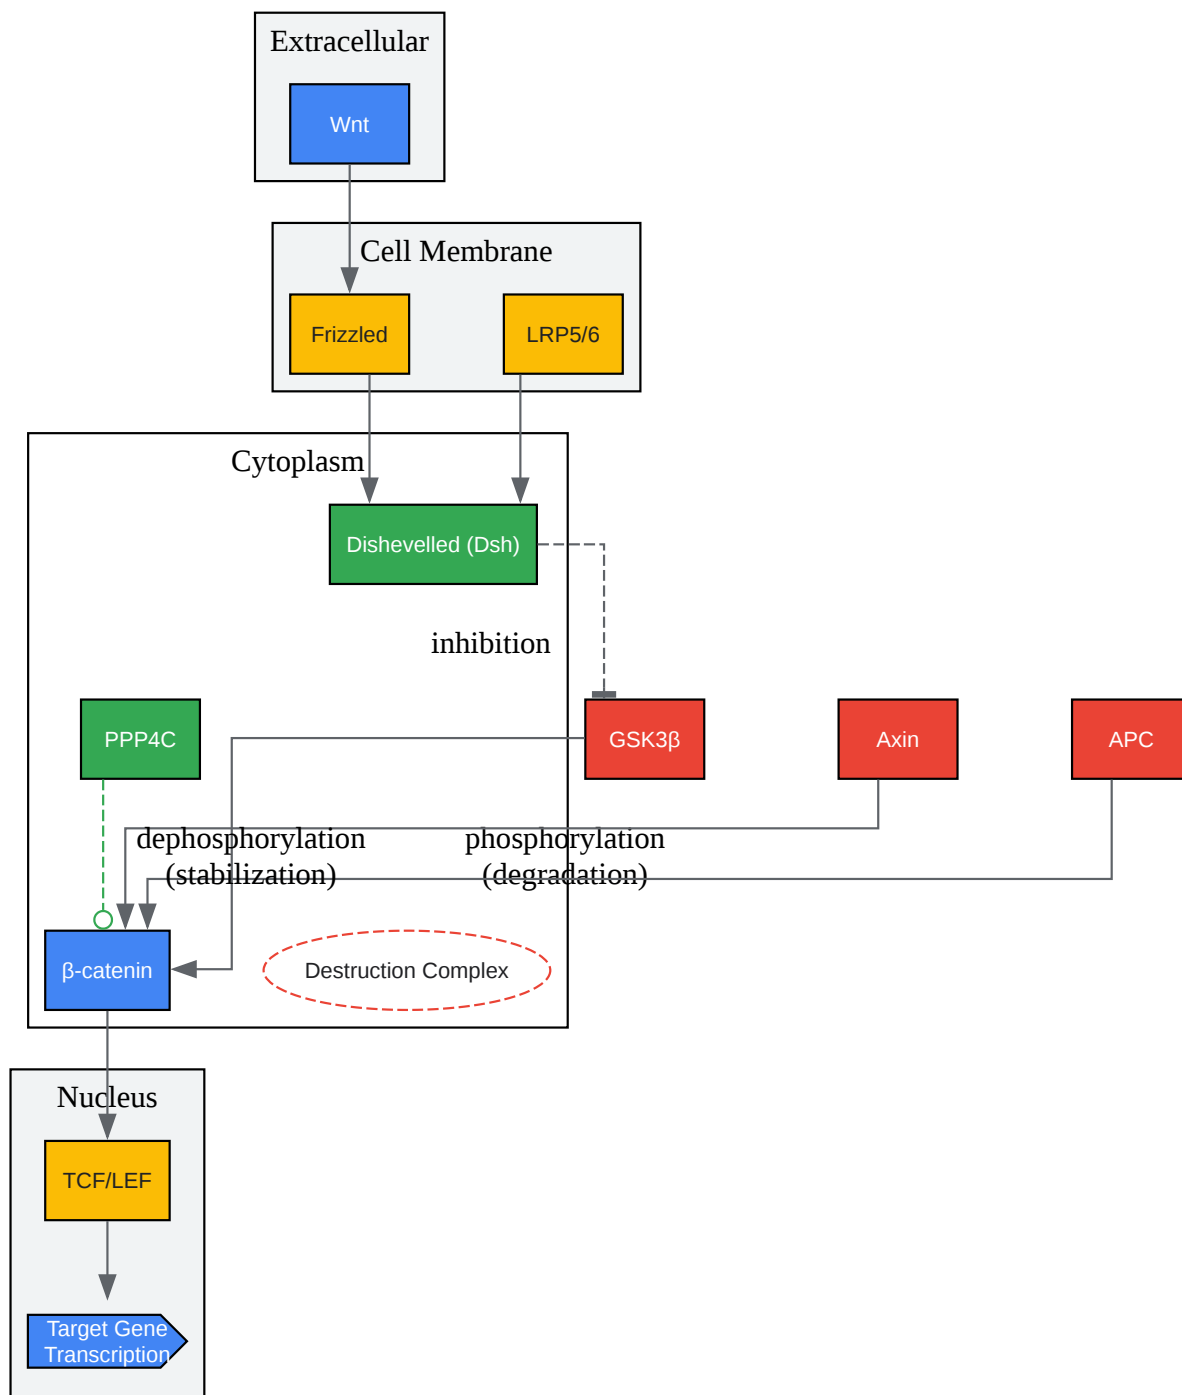 Extracellular
Wnt
Cell Membrane
Frizzled
LRP5/6
Cytoplasm
Dishevelled (Dsh)
inhibition
PPP4C
GSK3β
Axin
APC
dephosphorylation
(stabilization)
phosphorylation
(degradation)
β-catenin
Destruction Complex
Nucleus
TCF/LEF
Target Gene
Transcription